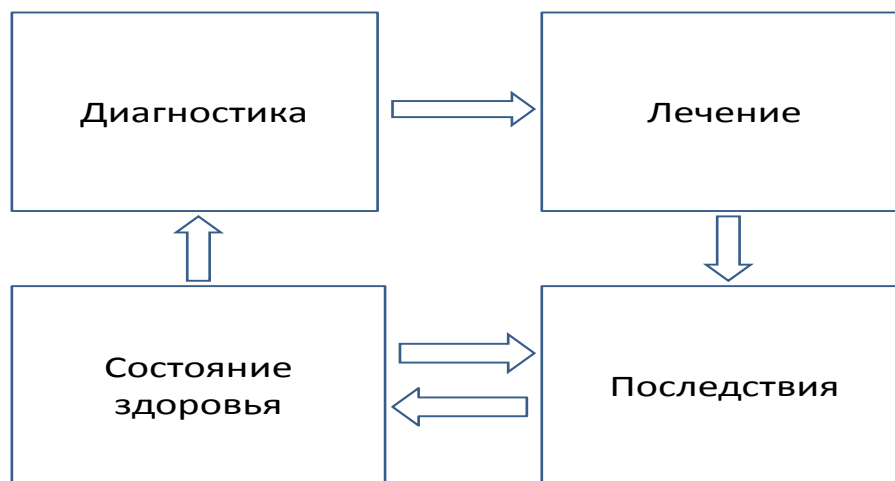 Диагностика
Лечение
Состояние
здоровья
Последствия